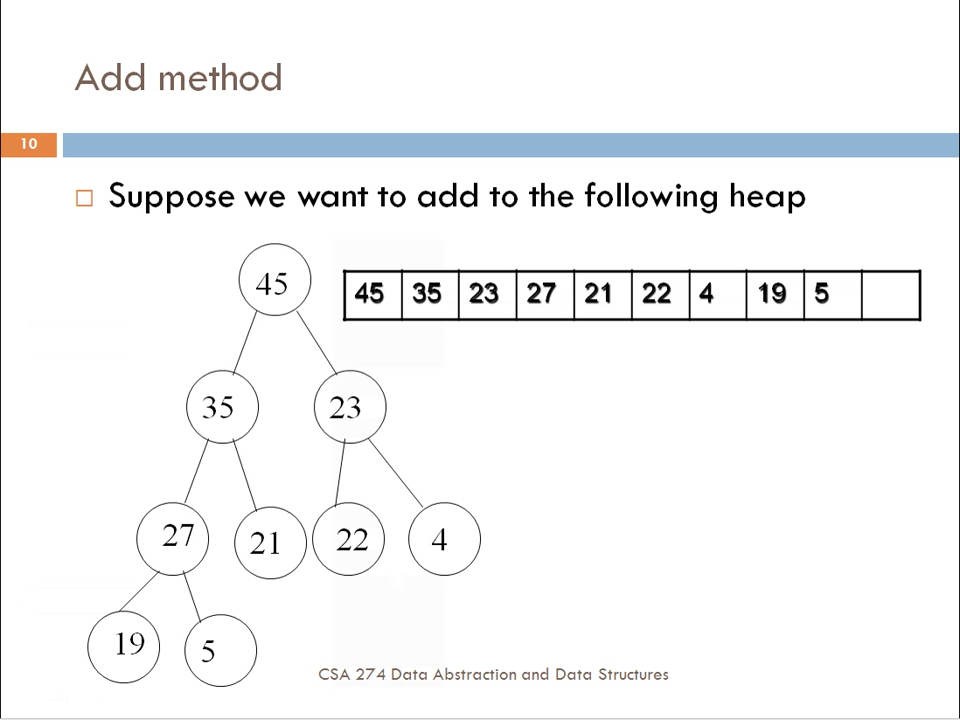 Add method
10
Suppose we want to add to the following heap
45
45 35 23 27 21 22 4 19 5
35 23
27 21 22 4
19 5
CSA 274 Data Abstraction and Data Structures